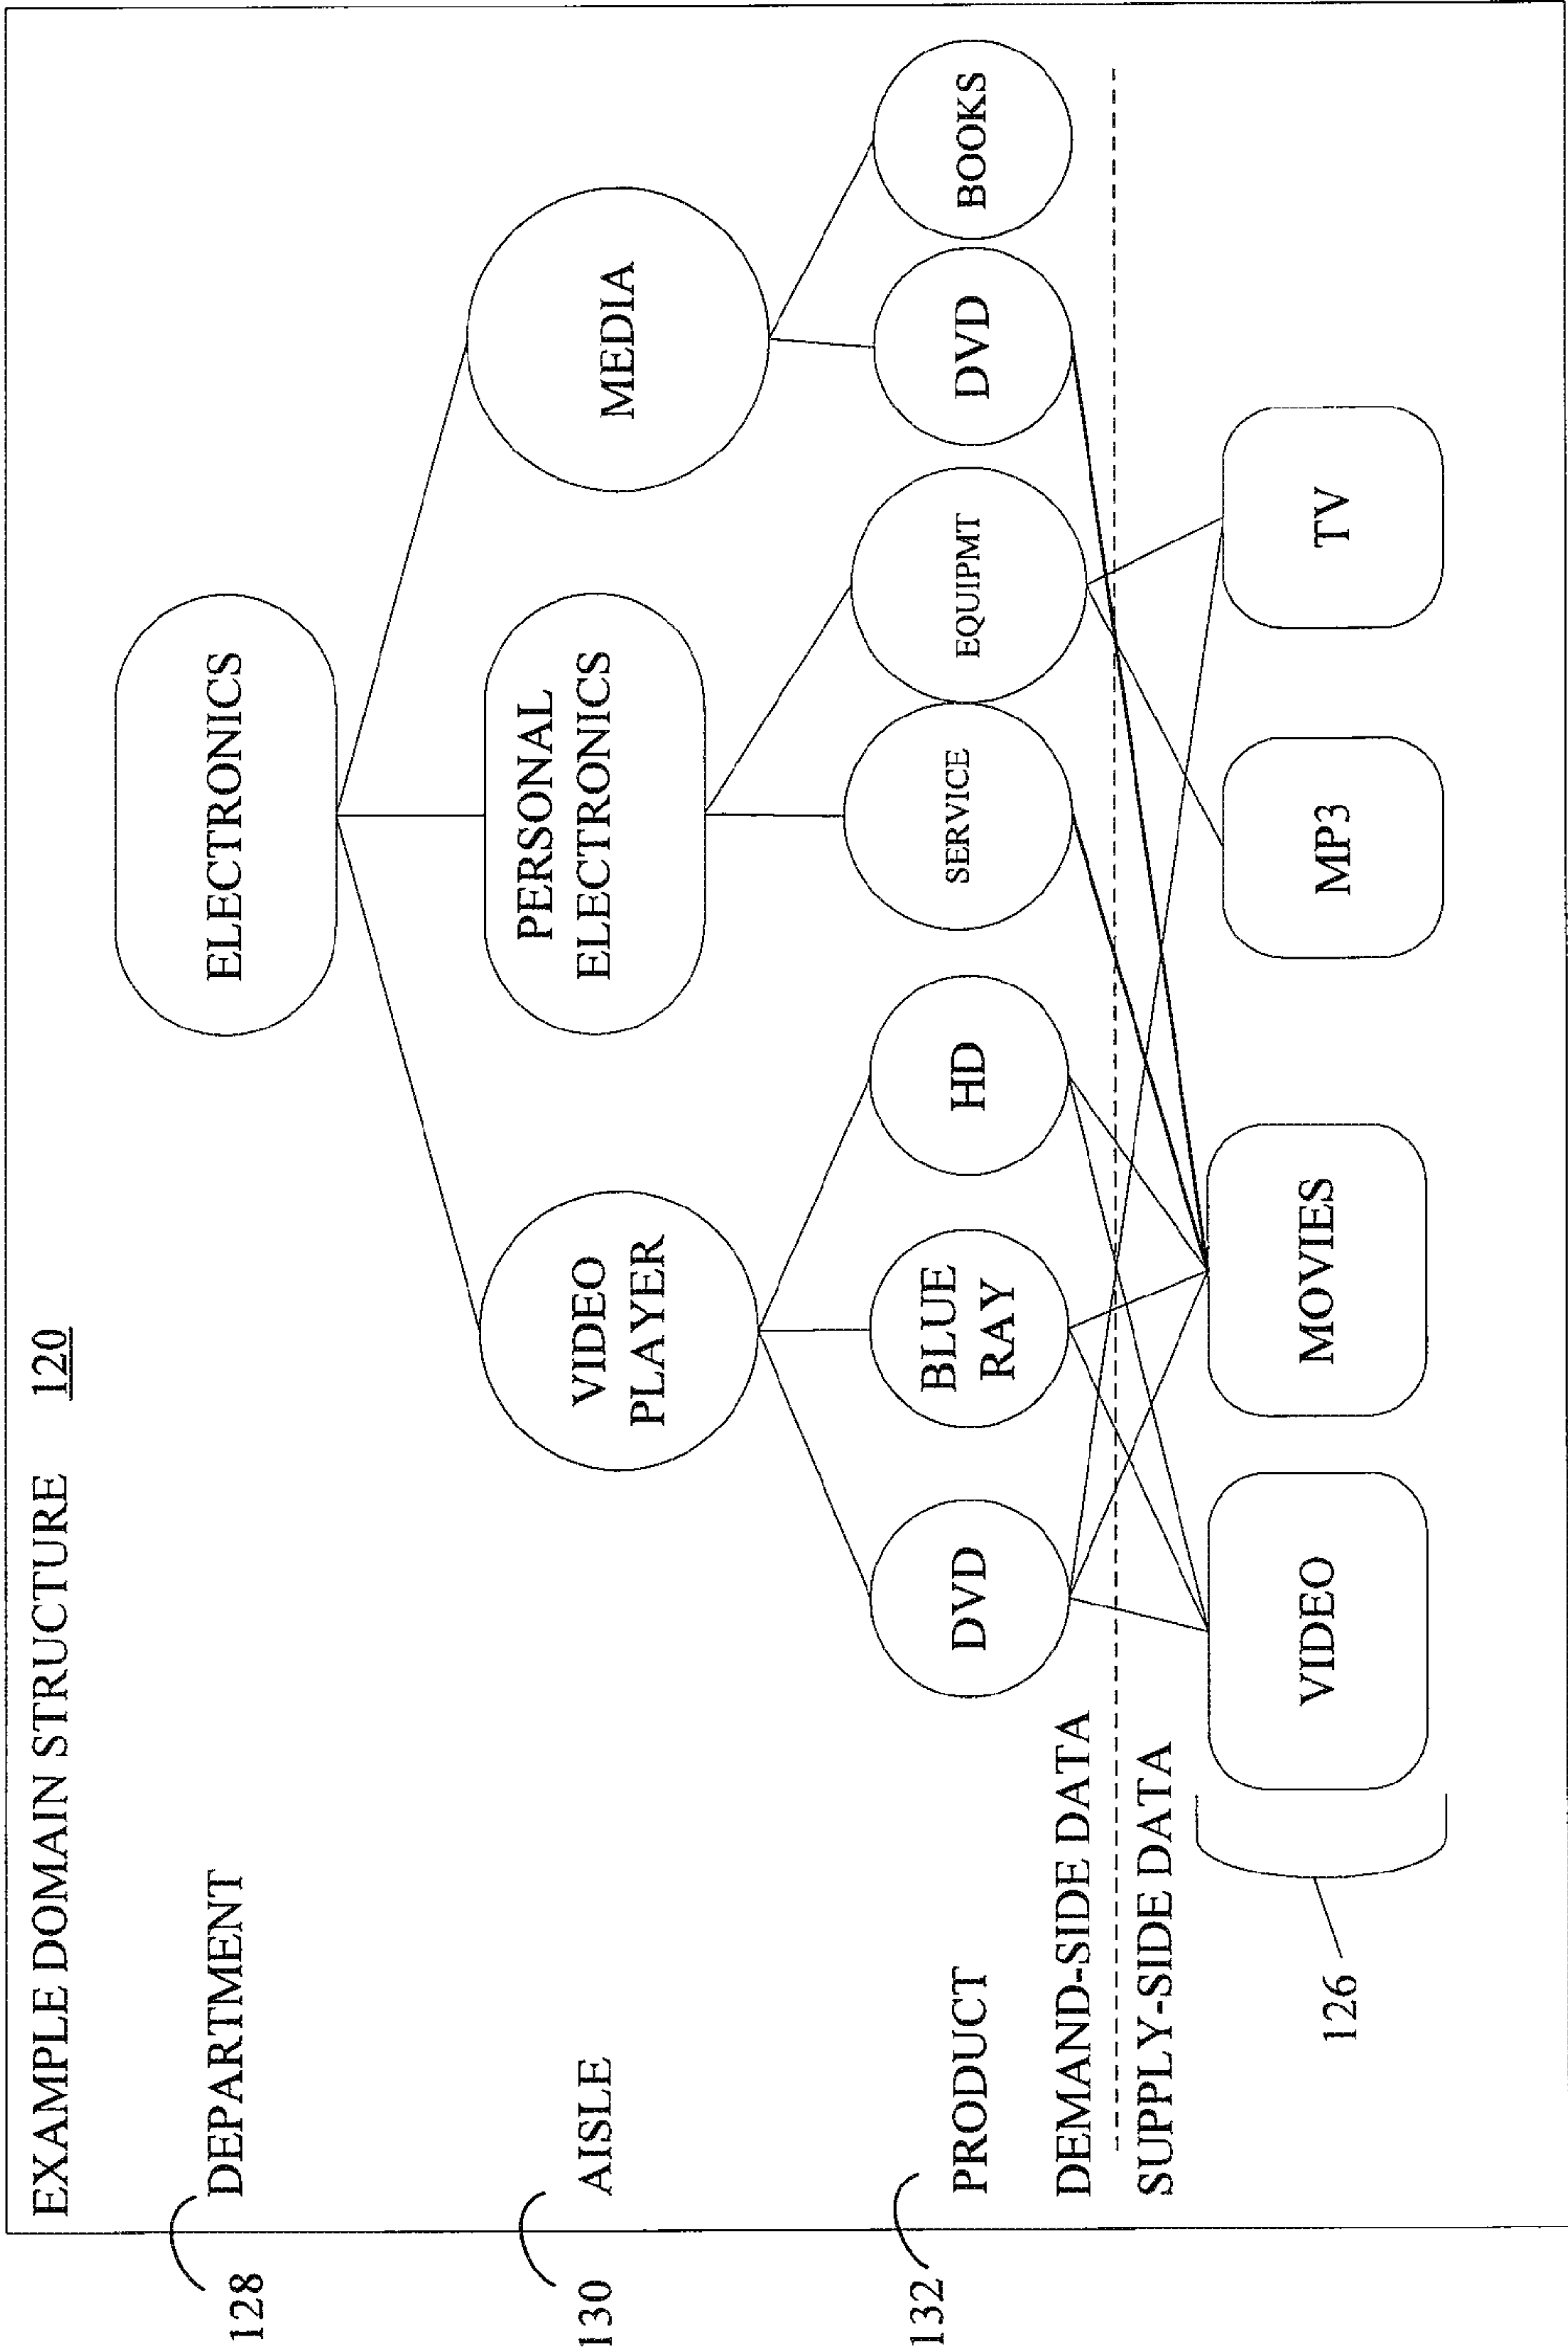 EXAMPLE DOMAIN STRUCTURE 120
128
DEPARTMENT
ELECTRONICS
130
AISLE
VIDEO
PLAYER
PERSONAL
ELECTRONICS
MEDIA
132
PRODUCT
DVD
BLUE
RAY
HD
SERVICE
EQUIPMT
DVD
BOOKS
DEMAND-SIDE DATA
SUPPLY-SIDE DATA
126
VIDEO
MOVIES
MP3
TV